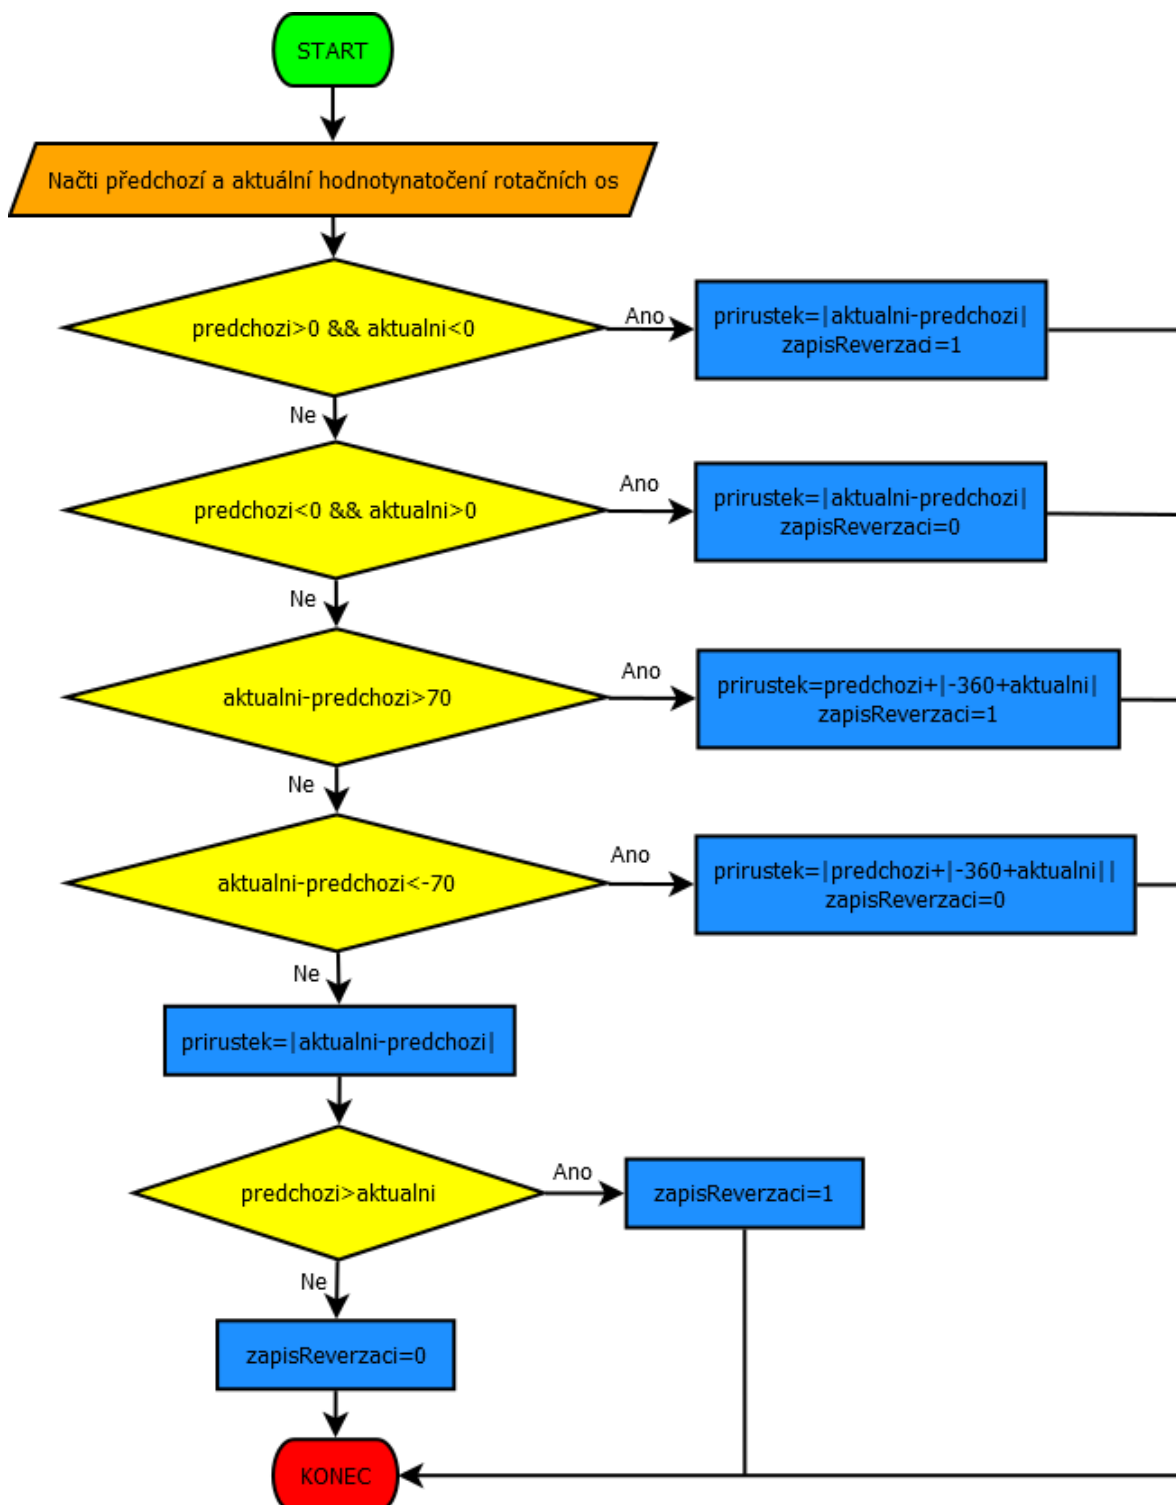 START
Načti předchozí a aktuální hodnotynatočení rotačních os
predchozi>0 && aktualni<0
Ano
prirustek=|aktualni-predchozi|
zapisReverzaci=1
Ne
predchozi<0 && aktualni>0
Ano
prirustek=|aktualni-predchozi|
zapisReverzaci=0
Ne
aktualni-predchozi>70
Ano
prirustek=predchozi+|-360+aktualni|
zapisReverzaci=1
Ne
aktualni-predchozi<-70
Ano
prirustek=|predchozi+|-360+aktualni||
zapisReverzaci=0
Ne
prirustek=|aktualni-predchozi|
predchozi>aktualni
Ano
zapisReverzaci=1
Ne
zapisReverzaci=0
KONEC